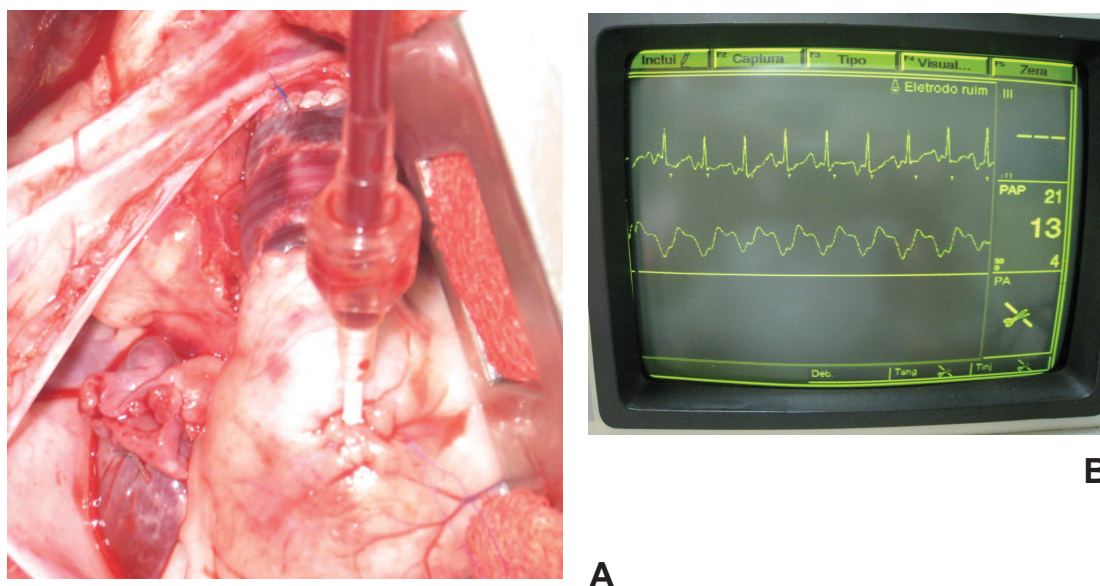 Inclui F2 Captura F3 Tipo F4 Visual... F5 Zera
Eletrodo ruim
III
---
x11
PAP 21
13
4
PA
Deb. Tang Tinj
B
A